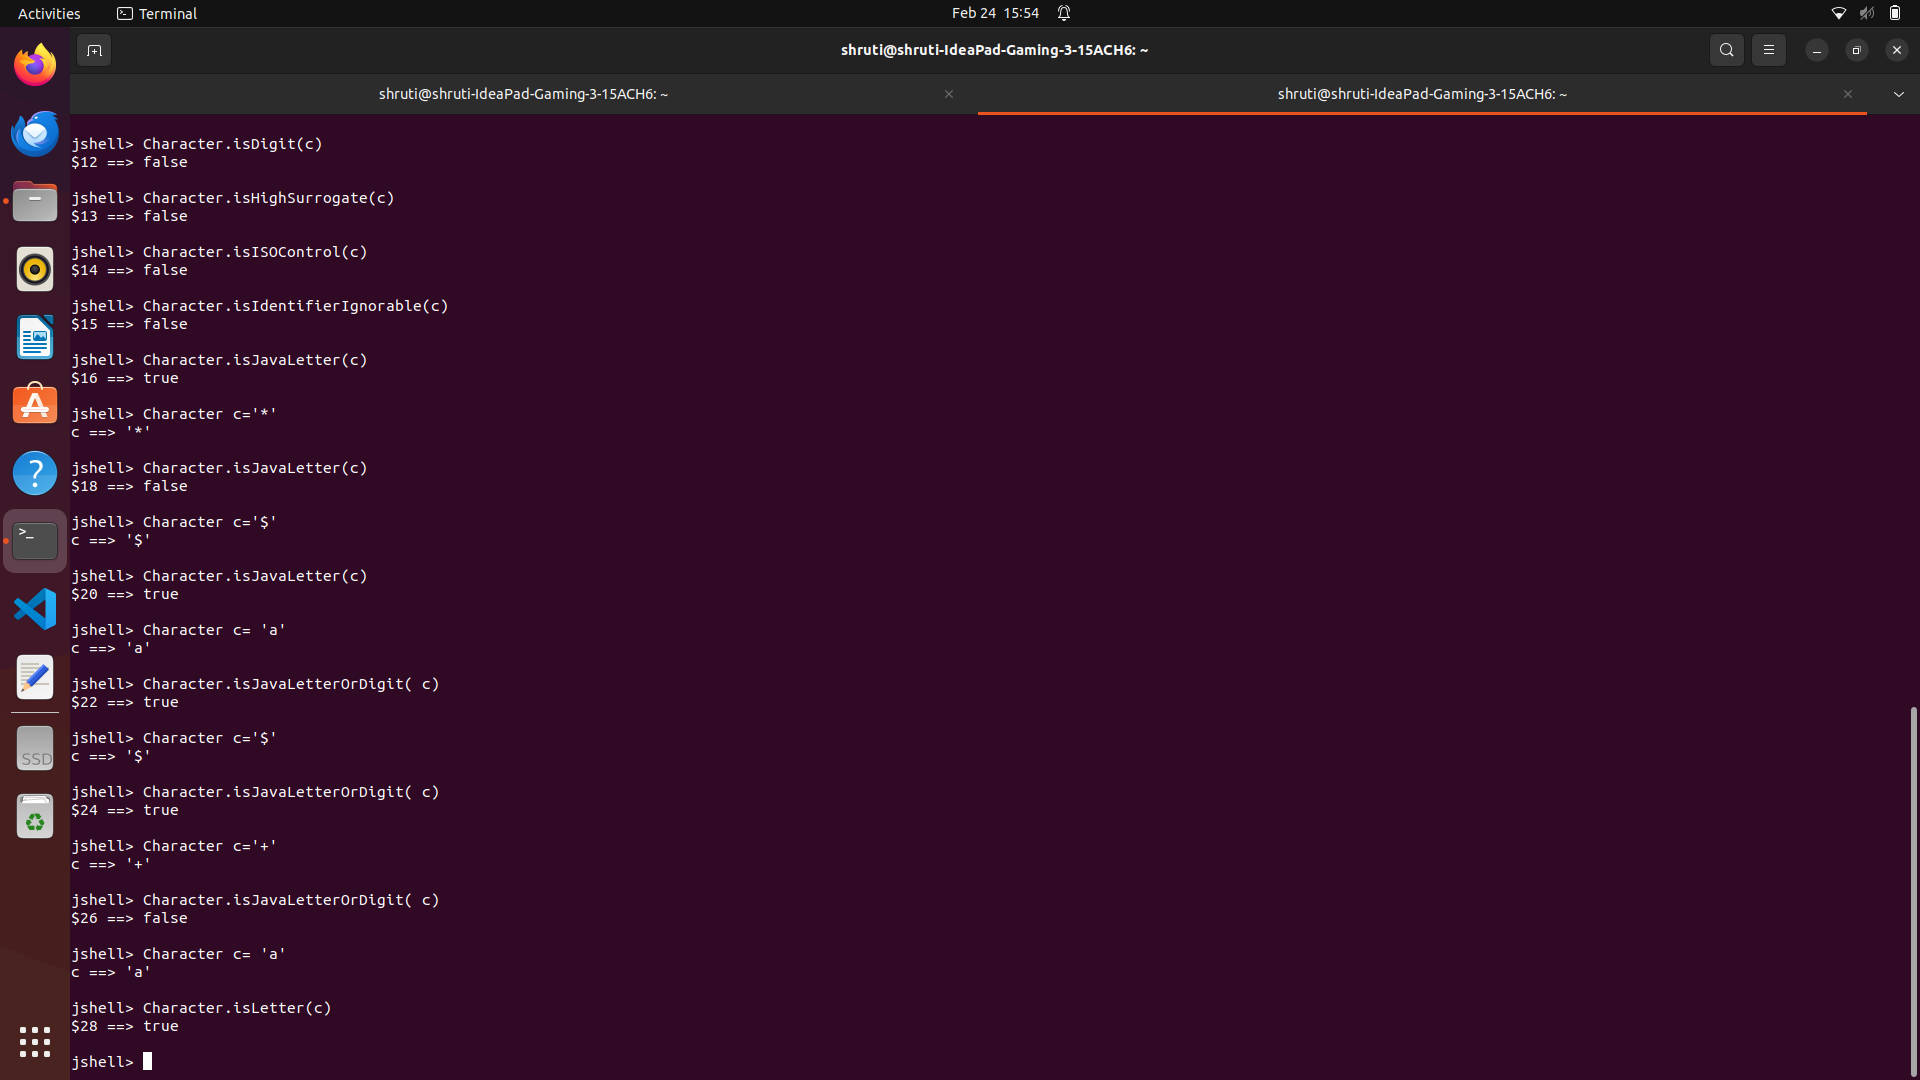 Activities
Terminal
Feb 24 15:54
shruti@shruti-IdeaPad-Gaming-3-15ACH6: ~
shruti@shruti-IdeaPad-Gaming-3-15ACH6: ~
shruti@shruti-IdeaPad-Gaming-3-15ACH6: ~
jshell> Character.isDigit(c)
$12 ==> false
jshell> Character.isHighSurrogate(c)
$13 ==> false
jshell> Character.isISOControl(c)
$14 ==> false
jshell> Character.isIdentifierIgnorable(c)
$15 ==> false
jshell> Character.isJavaLetter(c)
$16 ==> true
jshell> Character c='*'
c ==> '*'
jshell> Character.isJavaLetter(c)
$18 ==> false
jshell> Character c='$'
c ==> '$'
jshell> Character.isJavaLetter(c)
$20 ==> true
jshell> Character c= 'a'
c ==> 'a'
jshell> Character.isJavaLetterOrDigit( c)
$22 ==> true
jshell> Character c='$'
c ==> '$'
jshell> Character.isJavaLetterOrDigit( c)
$24 ==> true
jshell> Character c='+'
c ==> '+'
jshell> Character.isJavaLetterOrDigit( c)
$26 ==> false
jshell> Character c= 'a'
c ==> 'a'
jshell> Character.isLetter(c)
$28 ==> true
jshell>
SSD